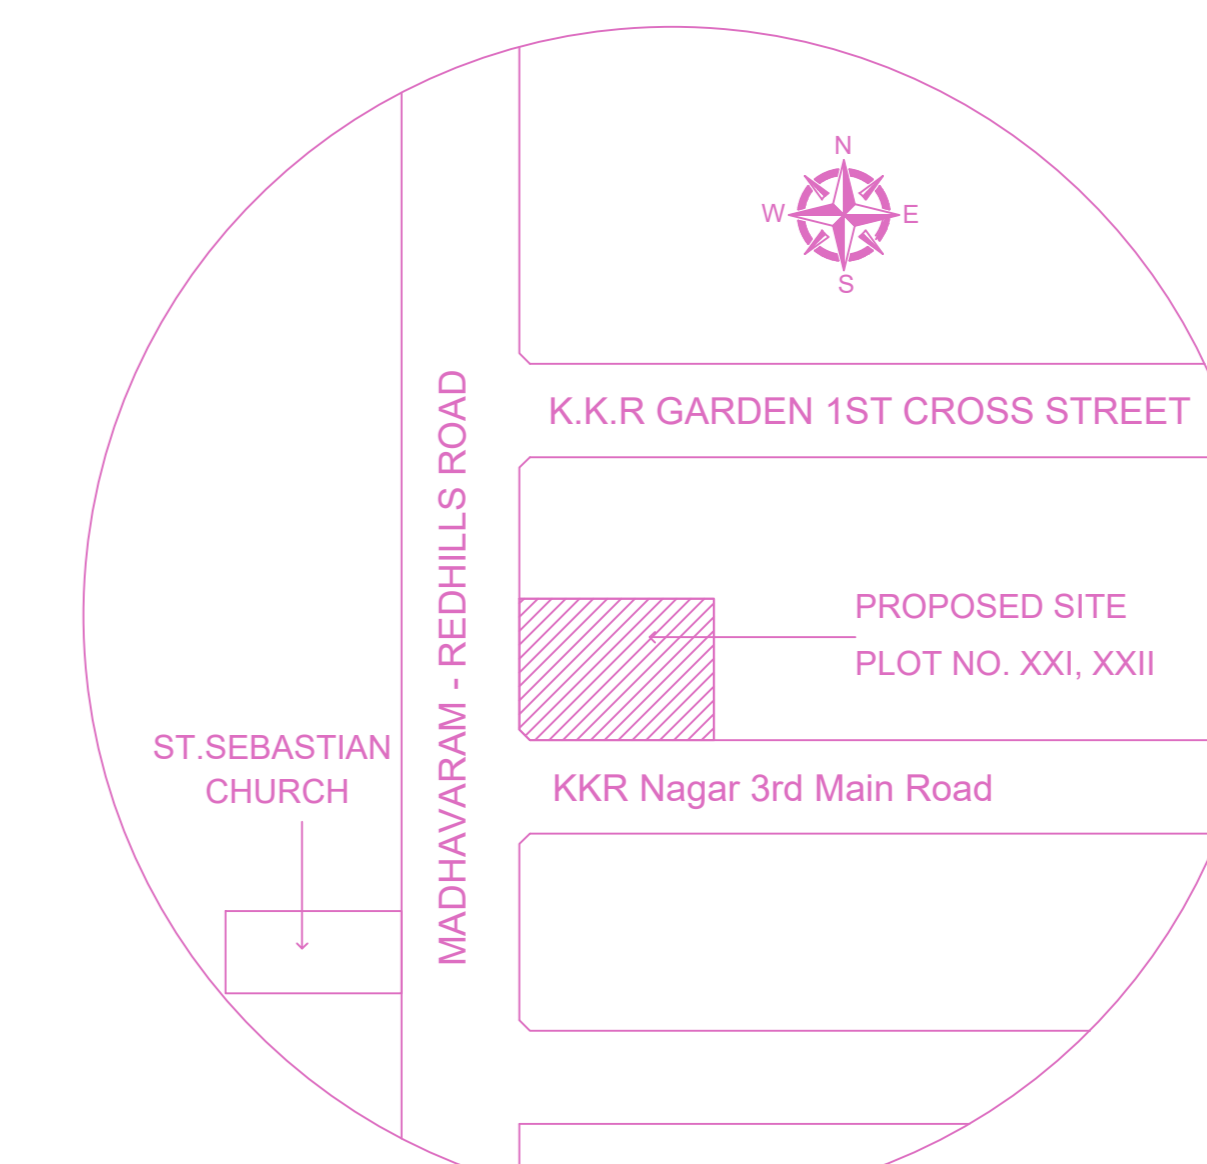 N
W
E
S
K.K.R GARDEN 1ST CROSS STREET
MADHAVARAM - REDHILLS ROAD
PROPOSED SITE
PLOT NO. XXI, XXII
ST.SEBASTIAN
CHURCH
KKR Nagar 3rd Main Road